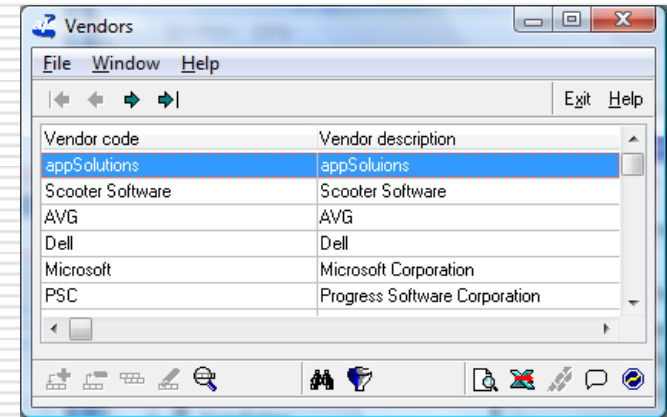 Vendors
File Window Help
Exit Help
Vendor code Vendor description
appSolutions appSoluions
Scooter Software Scooter Software
AVG AVG
Dell Dell
Microsoft Microsoft Corporation
PSC Progress Software Corporation